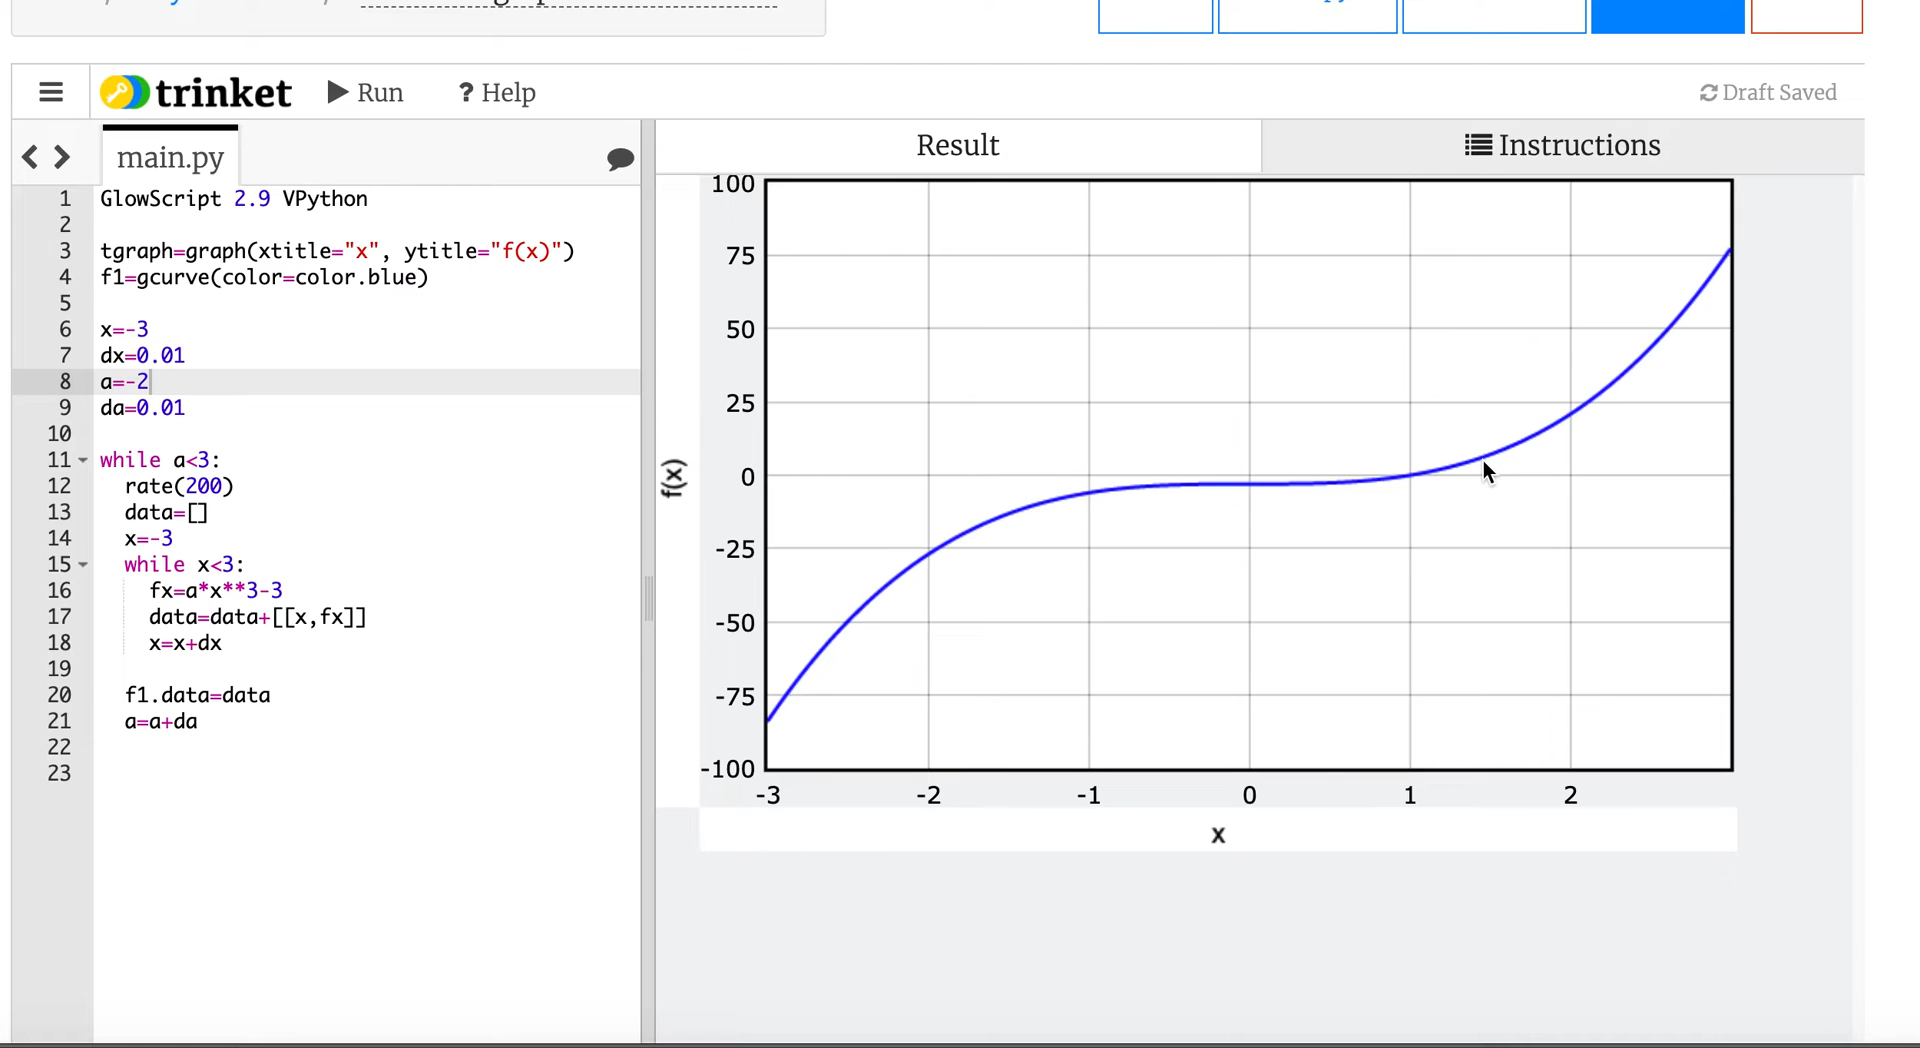 trinket
Run
? Help
Draft Saved
main.py
Result
Instructions
1 GlowScript 2.9 VPython
2
3 tgraph=graph(xtitle="x", ytitle="f(x)")
4 f1=gcurve(color=color.blue)
5
6 x=-3
7 dx=0.01
8 a=-2
9 da=0.01
10
11 while a<3:
12 rate(200)
13 data=[]
14 x=-3
15 while x<3:
16 fx=a*x**3-3
17 data=data+[[x,fx]]
18 x=x+dx
19
20 f1.data=data
21 a=a+da
22
23
100
75
50
25
0
-25
-50
-75
-100
f(x)
-3 -2 -1 0 1 2
x